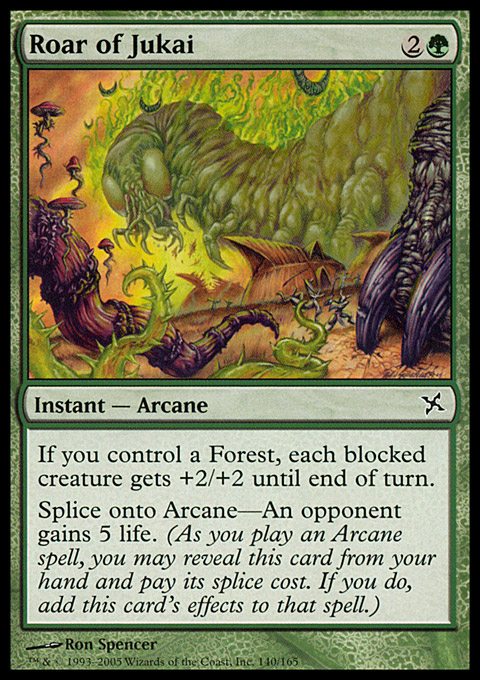 Roar of Jukai 2
Instant — Arcane
If you control a Forest, each blocked
creature gets +2/+2 until end of turn.
Splice onto Arcane—An opponent
gains 5 life. (As you play an Arcane
spell, you may reveal this card from your
hand and pay its splice cost. If you do,
add this card's effects to that spell.)
Ron Spencer
™ & © 1993–2005 Wizards of the Coast, Inc. 140/165